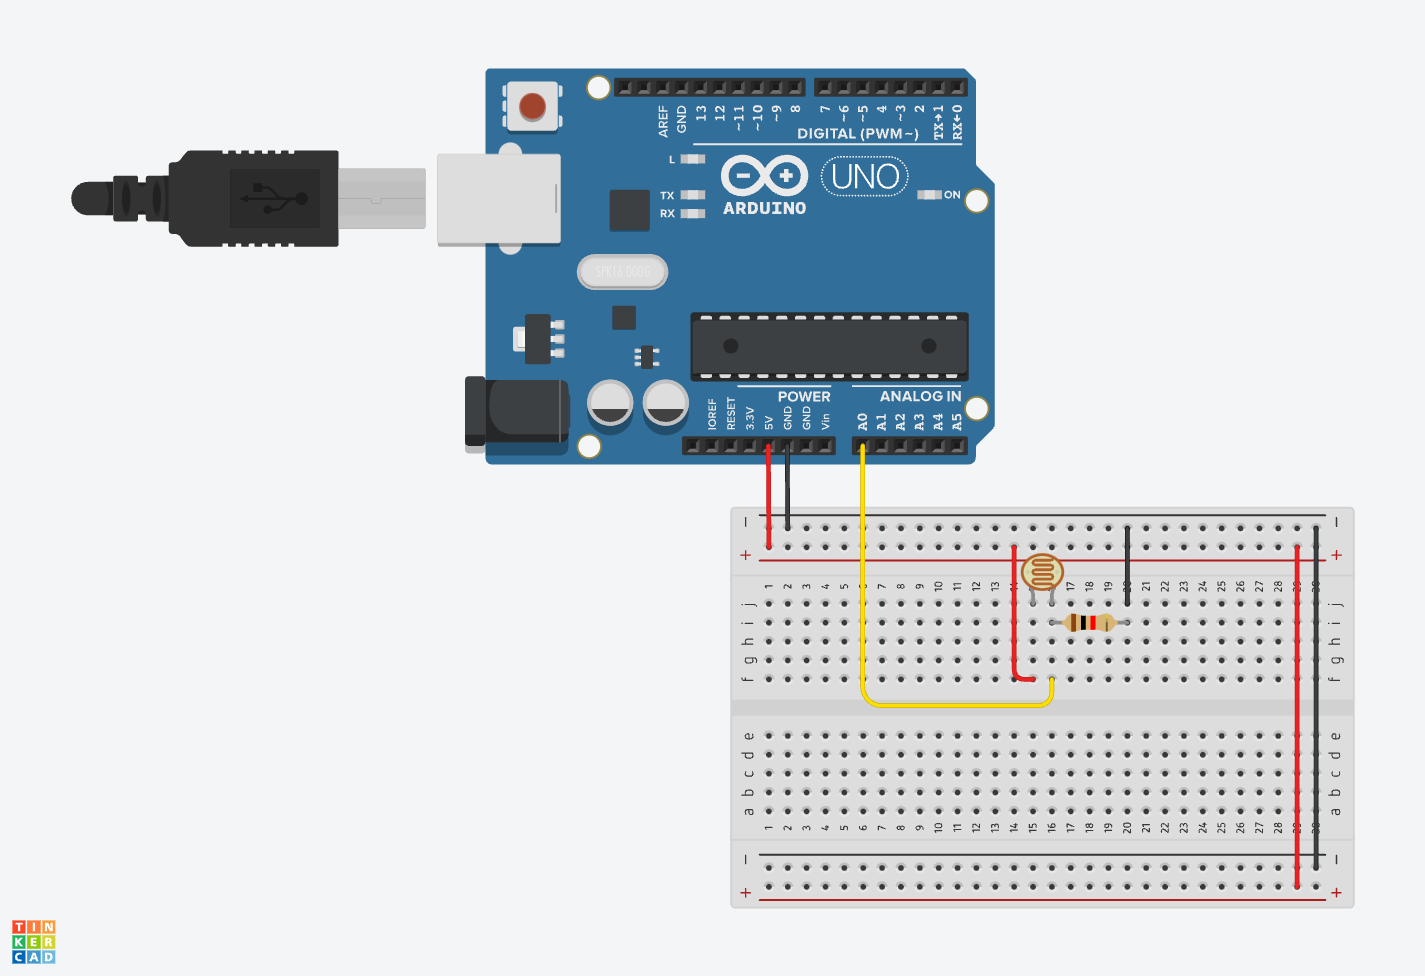 AREF GND 13 12 ~11 ~10 ~9 8 7 ~6 ~5 4 ~3 2 TX→1 RX←0
DIGITAL (PWM~)
L
TX
RX
ARDUINO
UNO
ON
SPK16.000G
POWER
ANALOG IN
IOREF RESET 3.3V 5V GND GND Vin A0 A1 A2 A3 A4 A5
− −
+ +
1 2 3 4 5 6 7 8 9 10 11 12 13 14 15 16 17 18 19 20 21 22 23 24 25 26 27 28 29 30
j j
i i
h h
g g
f f
e e
d d
c c
b b
a a
1 2 3 4 5 6 7 8 9 10 11 12 13 14 15 16 17 18 19 20 21 22 23 24 25 26 27 28 29 30
− −
+ +
TIN
KER
CAD